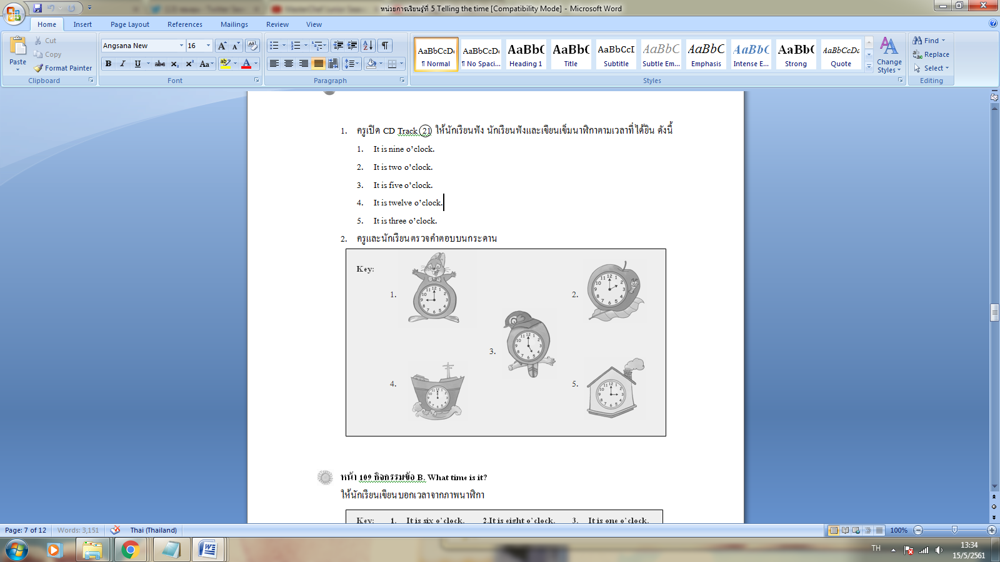 หน่วยการเรียนรู้ที่ 5 Telling the time [Compatibility Mode] - Microsoft Word
Home Insert Page Layout References Mailings Review View
Paste
Cut
Copy
Format Painter
Clipboard
Angsana New 16
Font
Paragraph
AaBbCcDc AaBbCcDc AaBbC AaBbC AaBbCcI AaBbC AaBbC AaBbC AaBbC AaBbCcDc
¶ Normal ¶ No Spaci... Heading 1 Title Subtitle Subtle Em... Emphasis Intense E... Strong Quote
Change Styles
Styles
Find
Replace
Select
Editing
1. ครูเปิด CD Track 21 ให้นักเรียนฟัง นักเรียนฟังและเขียนเข็มนาฬิกาตามเวลาที่ได้ยิน ดังนี้
1. It is nine o’clock.
2. It is two o’clock.
3. It is five o’clock.
4. It is twelve o’clock.
5. It is three o’clock.
2. ครูและนักเรียนตรวจคำตอบบนกระดาน
Key:
1.
2.
3.
4.
5.
หน้า 109 กิจกรรมข้อ B. What time is it?
ให้นักเรียนเขียนบอกเวลาจากภาพนาฬิกา
Key: 1. It is six o’clock. 2.It is eight o’clock. 3. It is one o’clock.
Page: 7 of 12 Words: 3,151 Thai (Thailand) 100%
TH
13:34
15/5/2561